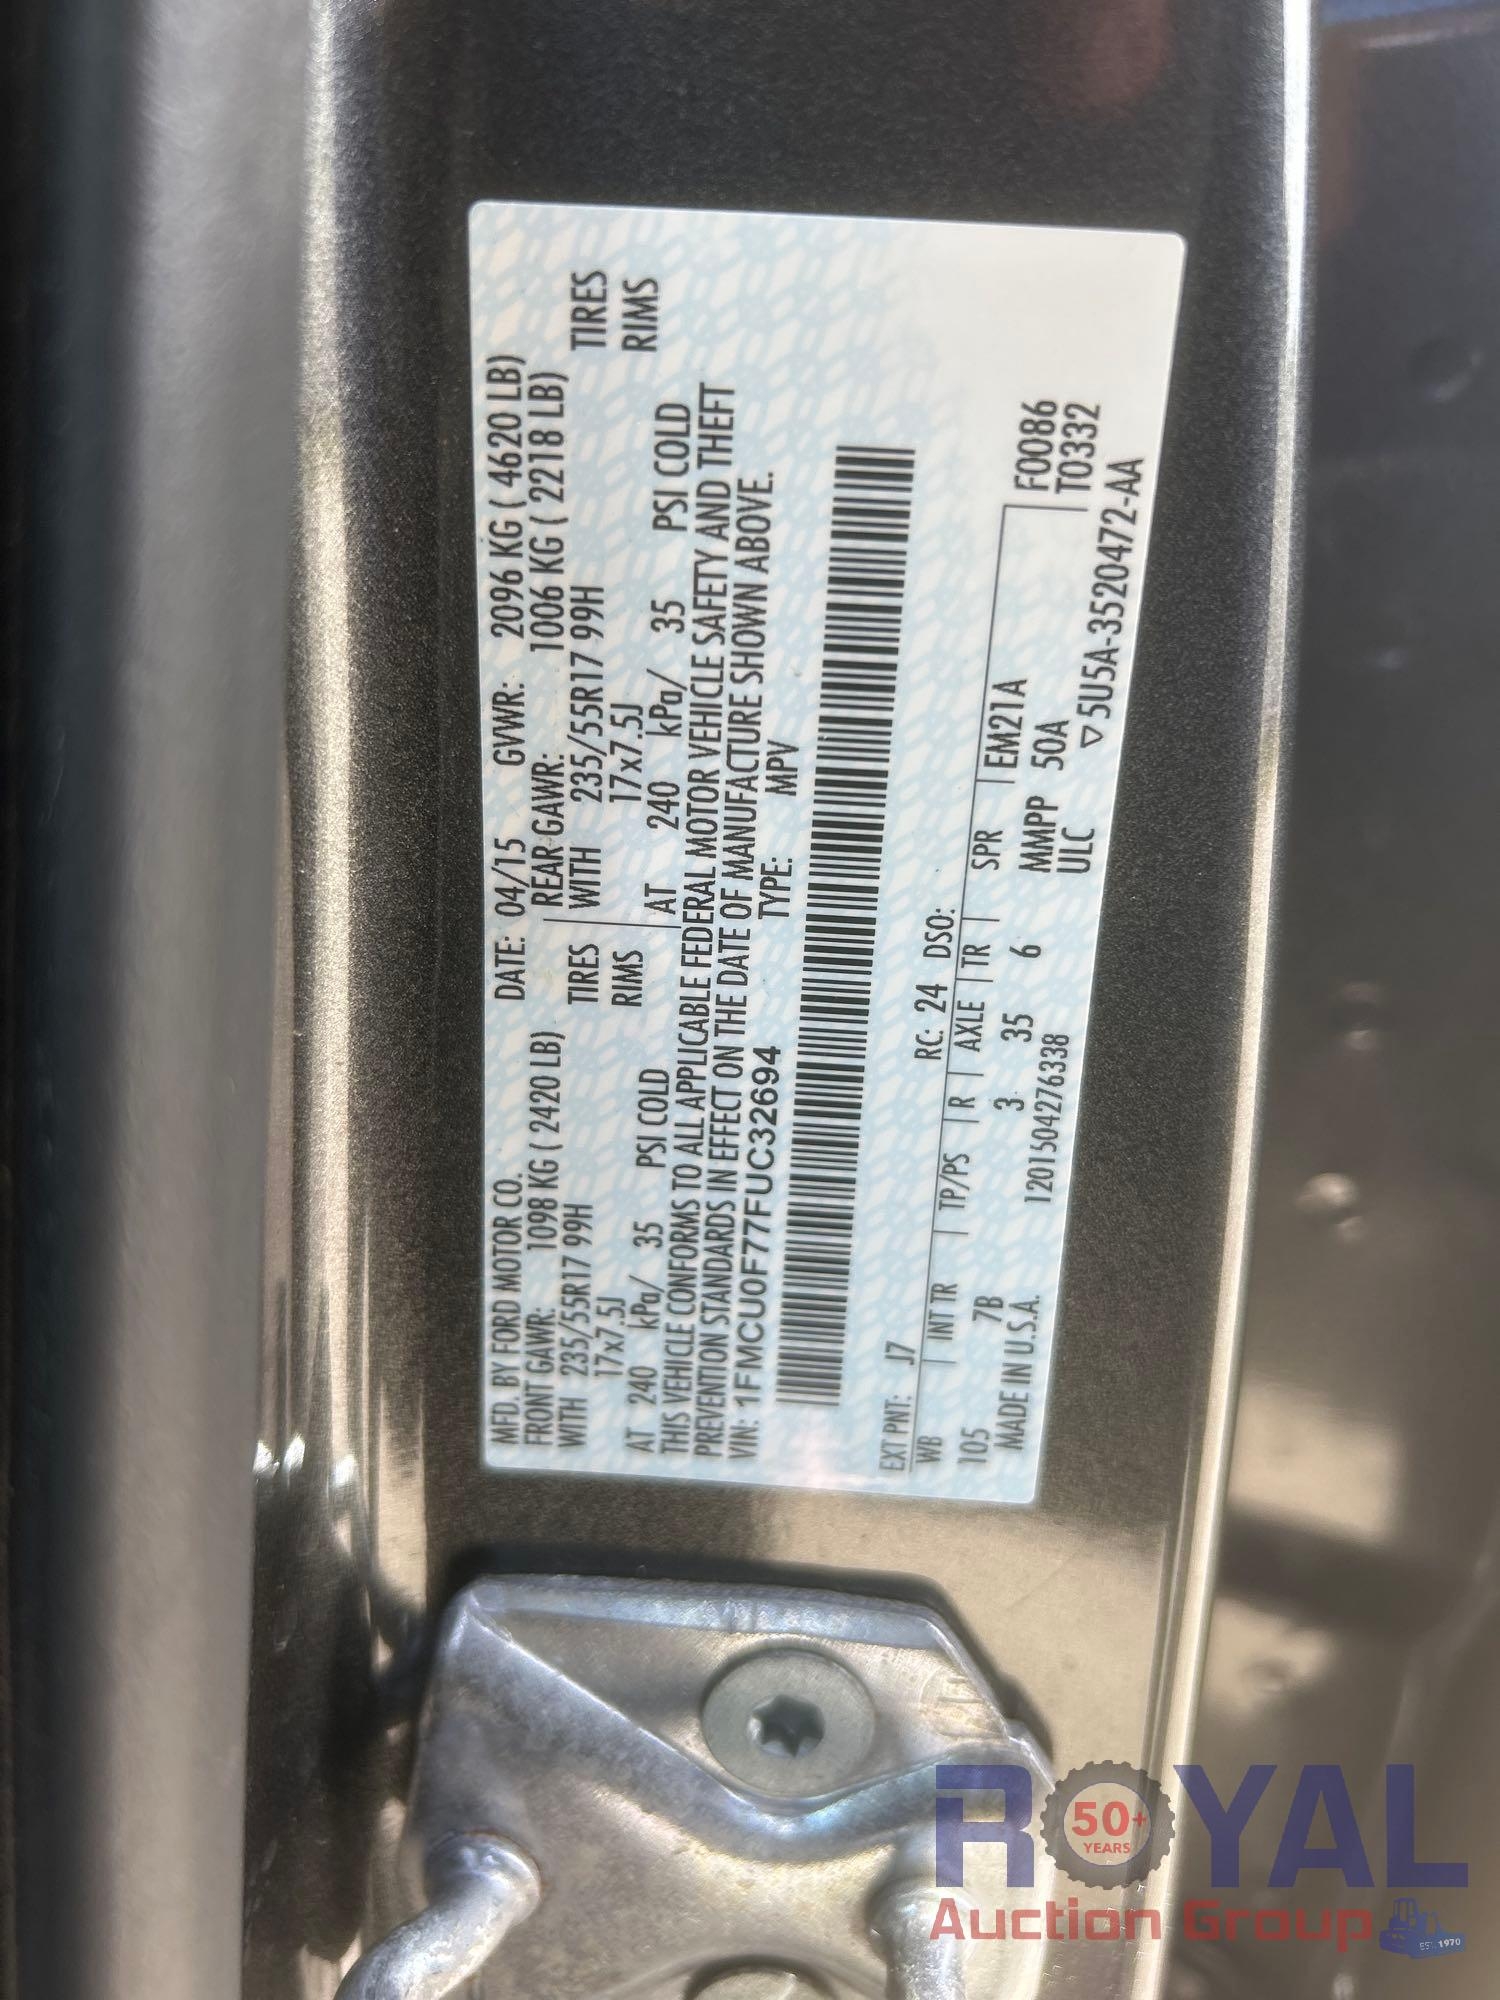 MFD. BY FORD MOTOR CO.
DATE: 04/15 GVWR: 2096 KG ( 4620 LB)
FRONT GAWR: 1098 KG ( 2420 LB)
REAR GAWR: 1006 KG ( 2218 LB)
WITH 235/55R17 99H TIRES
WITH 235/55R17 99H TIRES
17x7.5J RIMS
17x7.5J RIMS
AT 240 kPa/ 35 PSI COLD
AT 240 kPa/ 35 PSI COLD
THIS VEHICLE CONFORMS TO ALL APPLICABLE FEDERAL MOTOR VEHICLE SAFETY AND THEFT
PREVENTION STANDARDS IN EFFECT ON THE DATE OF MANUFACTURE SHOWN ABOVE.
VIN: 1FMCU0F77FUC32694
TYPE: MPV
EXT PNT: J7 RC: 24 DSO:
WB INT TR TP/PS R AXLE TR SPR EM21A F0086
105 7B 3 35 6 MMPP 50A T0332
MADE IN U.S.A. 1201504276338 ULC ▽5U5A-3520472-AA
ROYAL
50+
YEARS
Auction Group
EST. 1970